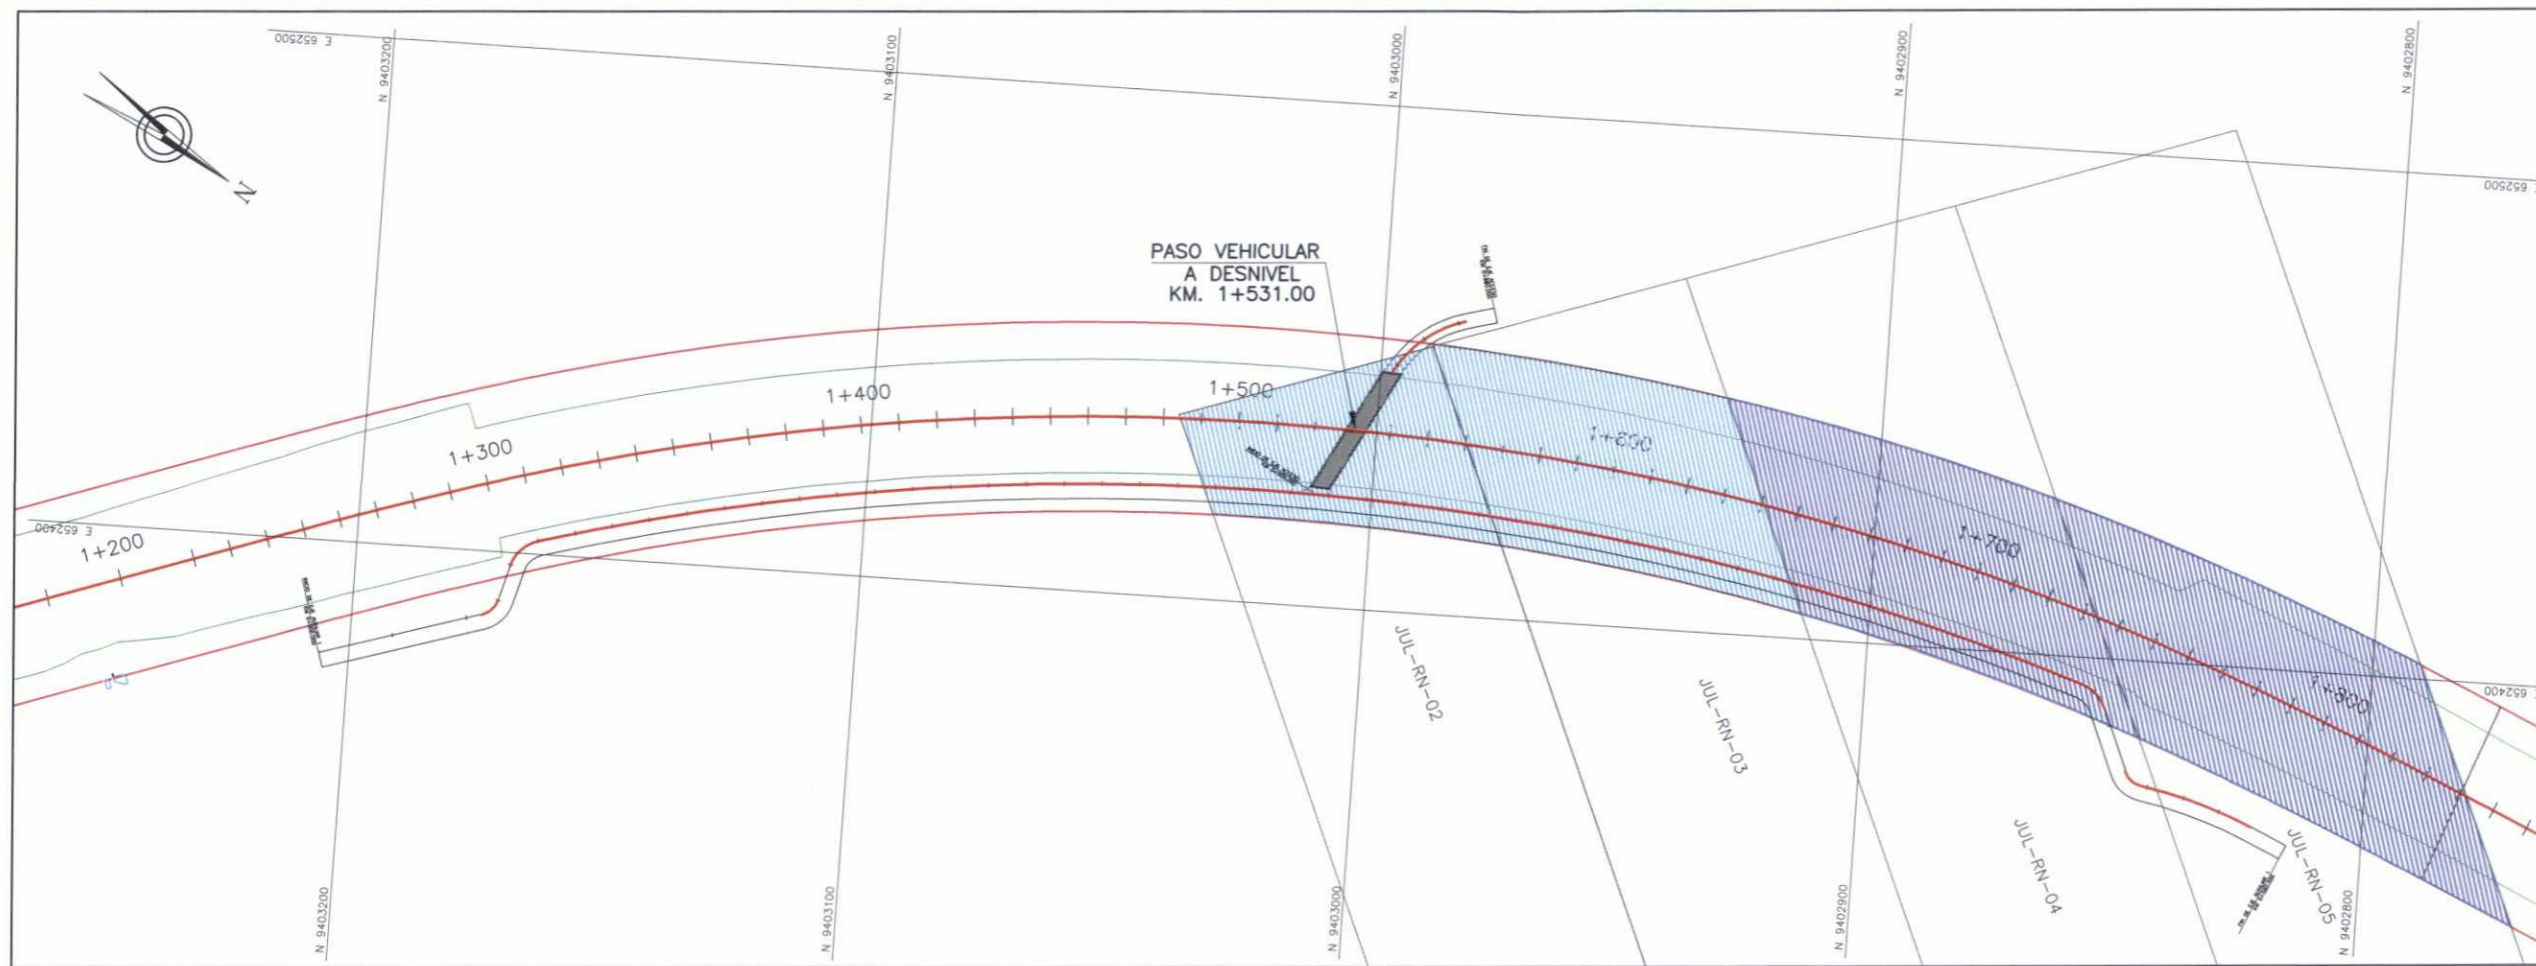 E 652500
N 9403200
N 9403100
N 9403000
N 9402900
N 9402800
E 652500
N
PASO VEHICULAR
A DESNIVEL
KM. 1+531.00
1+200
1+300
1+400
1+500
1+600
1+700
1+800
E 652400
E 652400
JUL-RN-02
JUL-RN-03
JUL-RN-04
JUL-RN-05
N 9403200
N 9403100
N 9403000
N 9402900
N 9402800